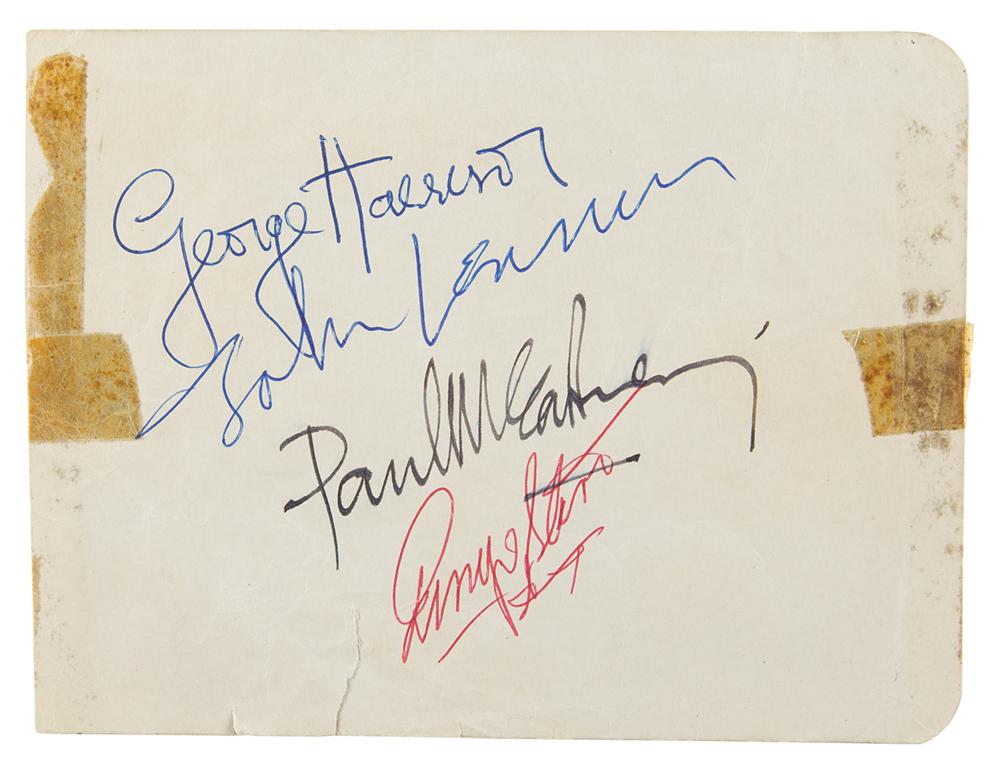 George Harrison
John Lennon
Paul McCartney
Ringo Starr